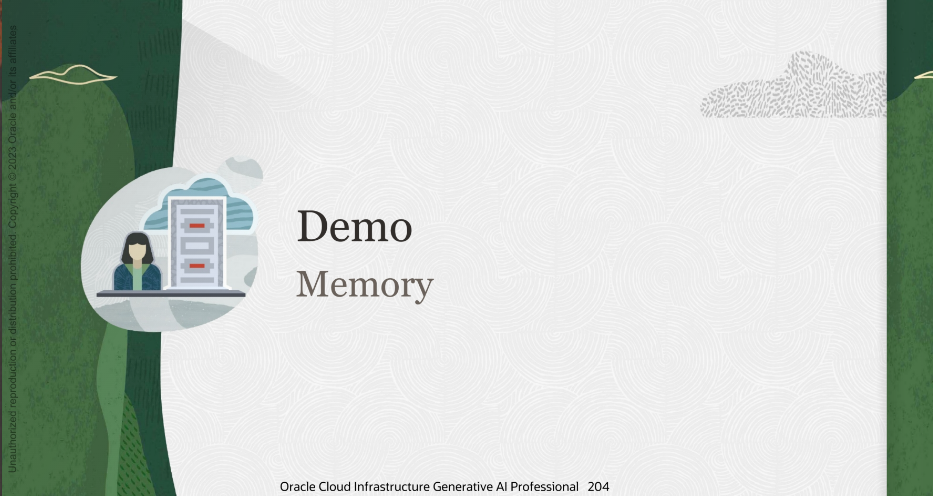 Unauthorized reproduction or distribution prohibited. Copyright © 2023 Oracle and/or its affiliates
Demo
Memory
Oracle Cloud Infrastructure Generative AI Professional 204